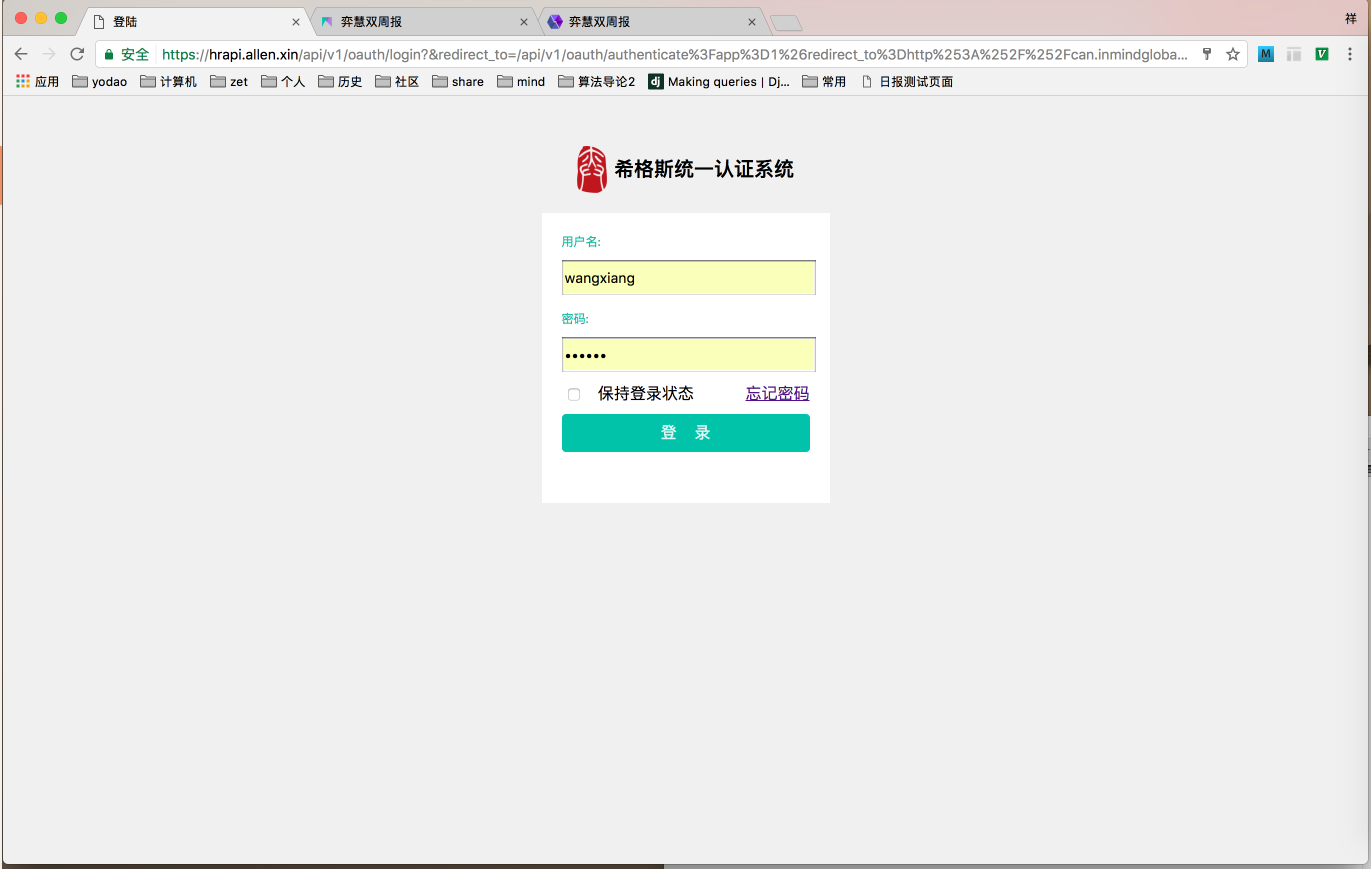 登陆
弈慧双周报
弈慧双周报
祥
安全
https://hrapi.allen.xin/api/v1/oauth/login?&redirect_to=/api/v1/oauth/authenticate%3Fapp%3D1%26redirect_to%3Dhttp%253A%252F%252Fcan.inmindgloba...
M
V
应用
yodao
计算机
zet
个人
历史
社区
share
mind
算法导论2
dj Making queries | Dj...
常用
日报测试页面
希格斯统一认证系统
用户名:
wangxiang
密码:
••••••
保持登录状态
忘记密码
登 录